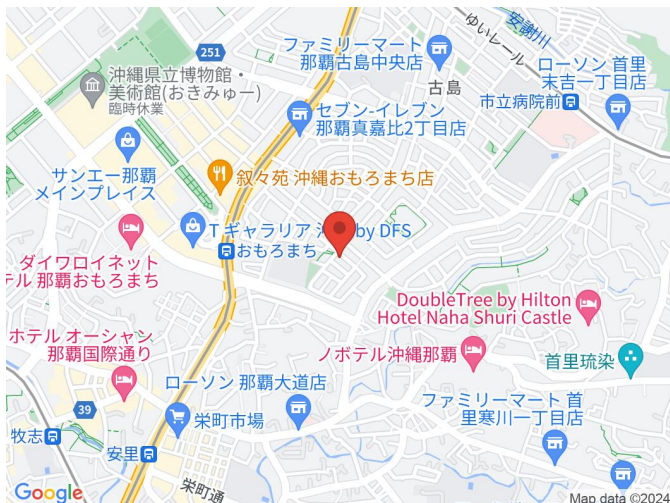 安謝川
ゆいレール
251
ファミリーマート
那覇古島中央店
ローソン 首里
末吉一丁目店
古島
沖縄県立博物館・
美術館(おきみゅー)
臨時休業
市立病院前
セブン-イレブン
那覇真嘉比2丁目店
サンエー那覇
メインプレイス
叙々苑 沖縄おもろまち店
Tギャラリア 沖
by DFS
おもろまち
ダイワロイネット
テル 那覇おもろまち
DoubleTree by Hilton
Hotel Naha Shuri Castle
ホテル オーシャン
那覇国際通り
ノボテル沖縄那覇
首里琉染
ローソン 那覇大道店
39
栄町市場
ファミリーマート 首
里寒川一丁目店
牧志
安里
栄町通
Google
Map data ©2024